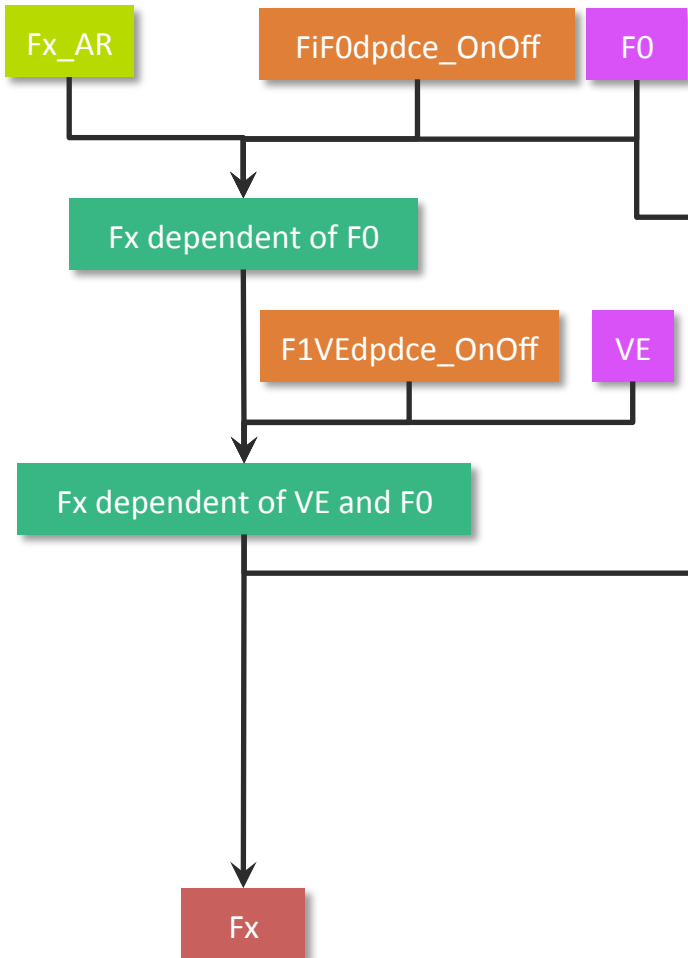 Fx_AR
FiF0dpdce_OnOff
F0
Fx dependent of F0
F1VEdpdce_OnOff
VE
Fx dependent of VE and F0
Fx